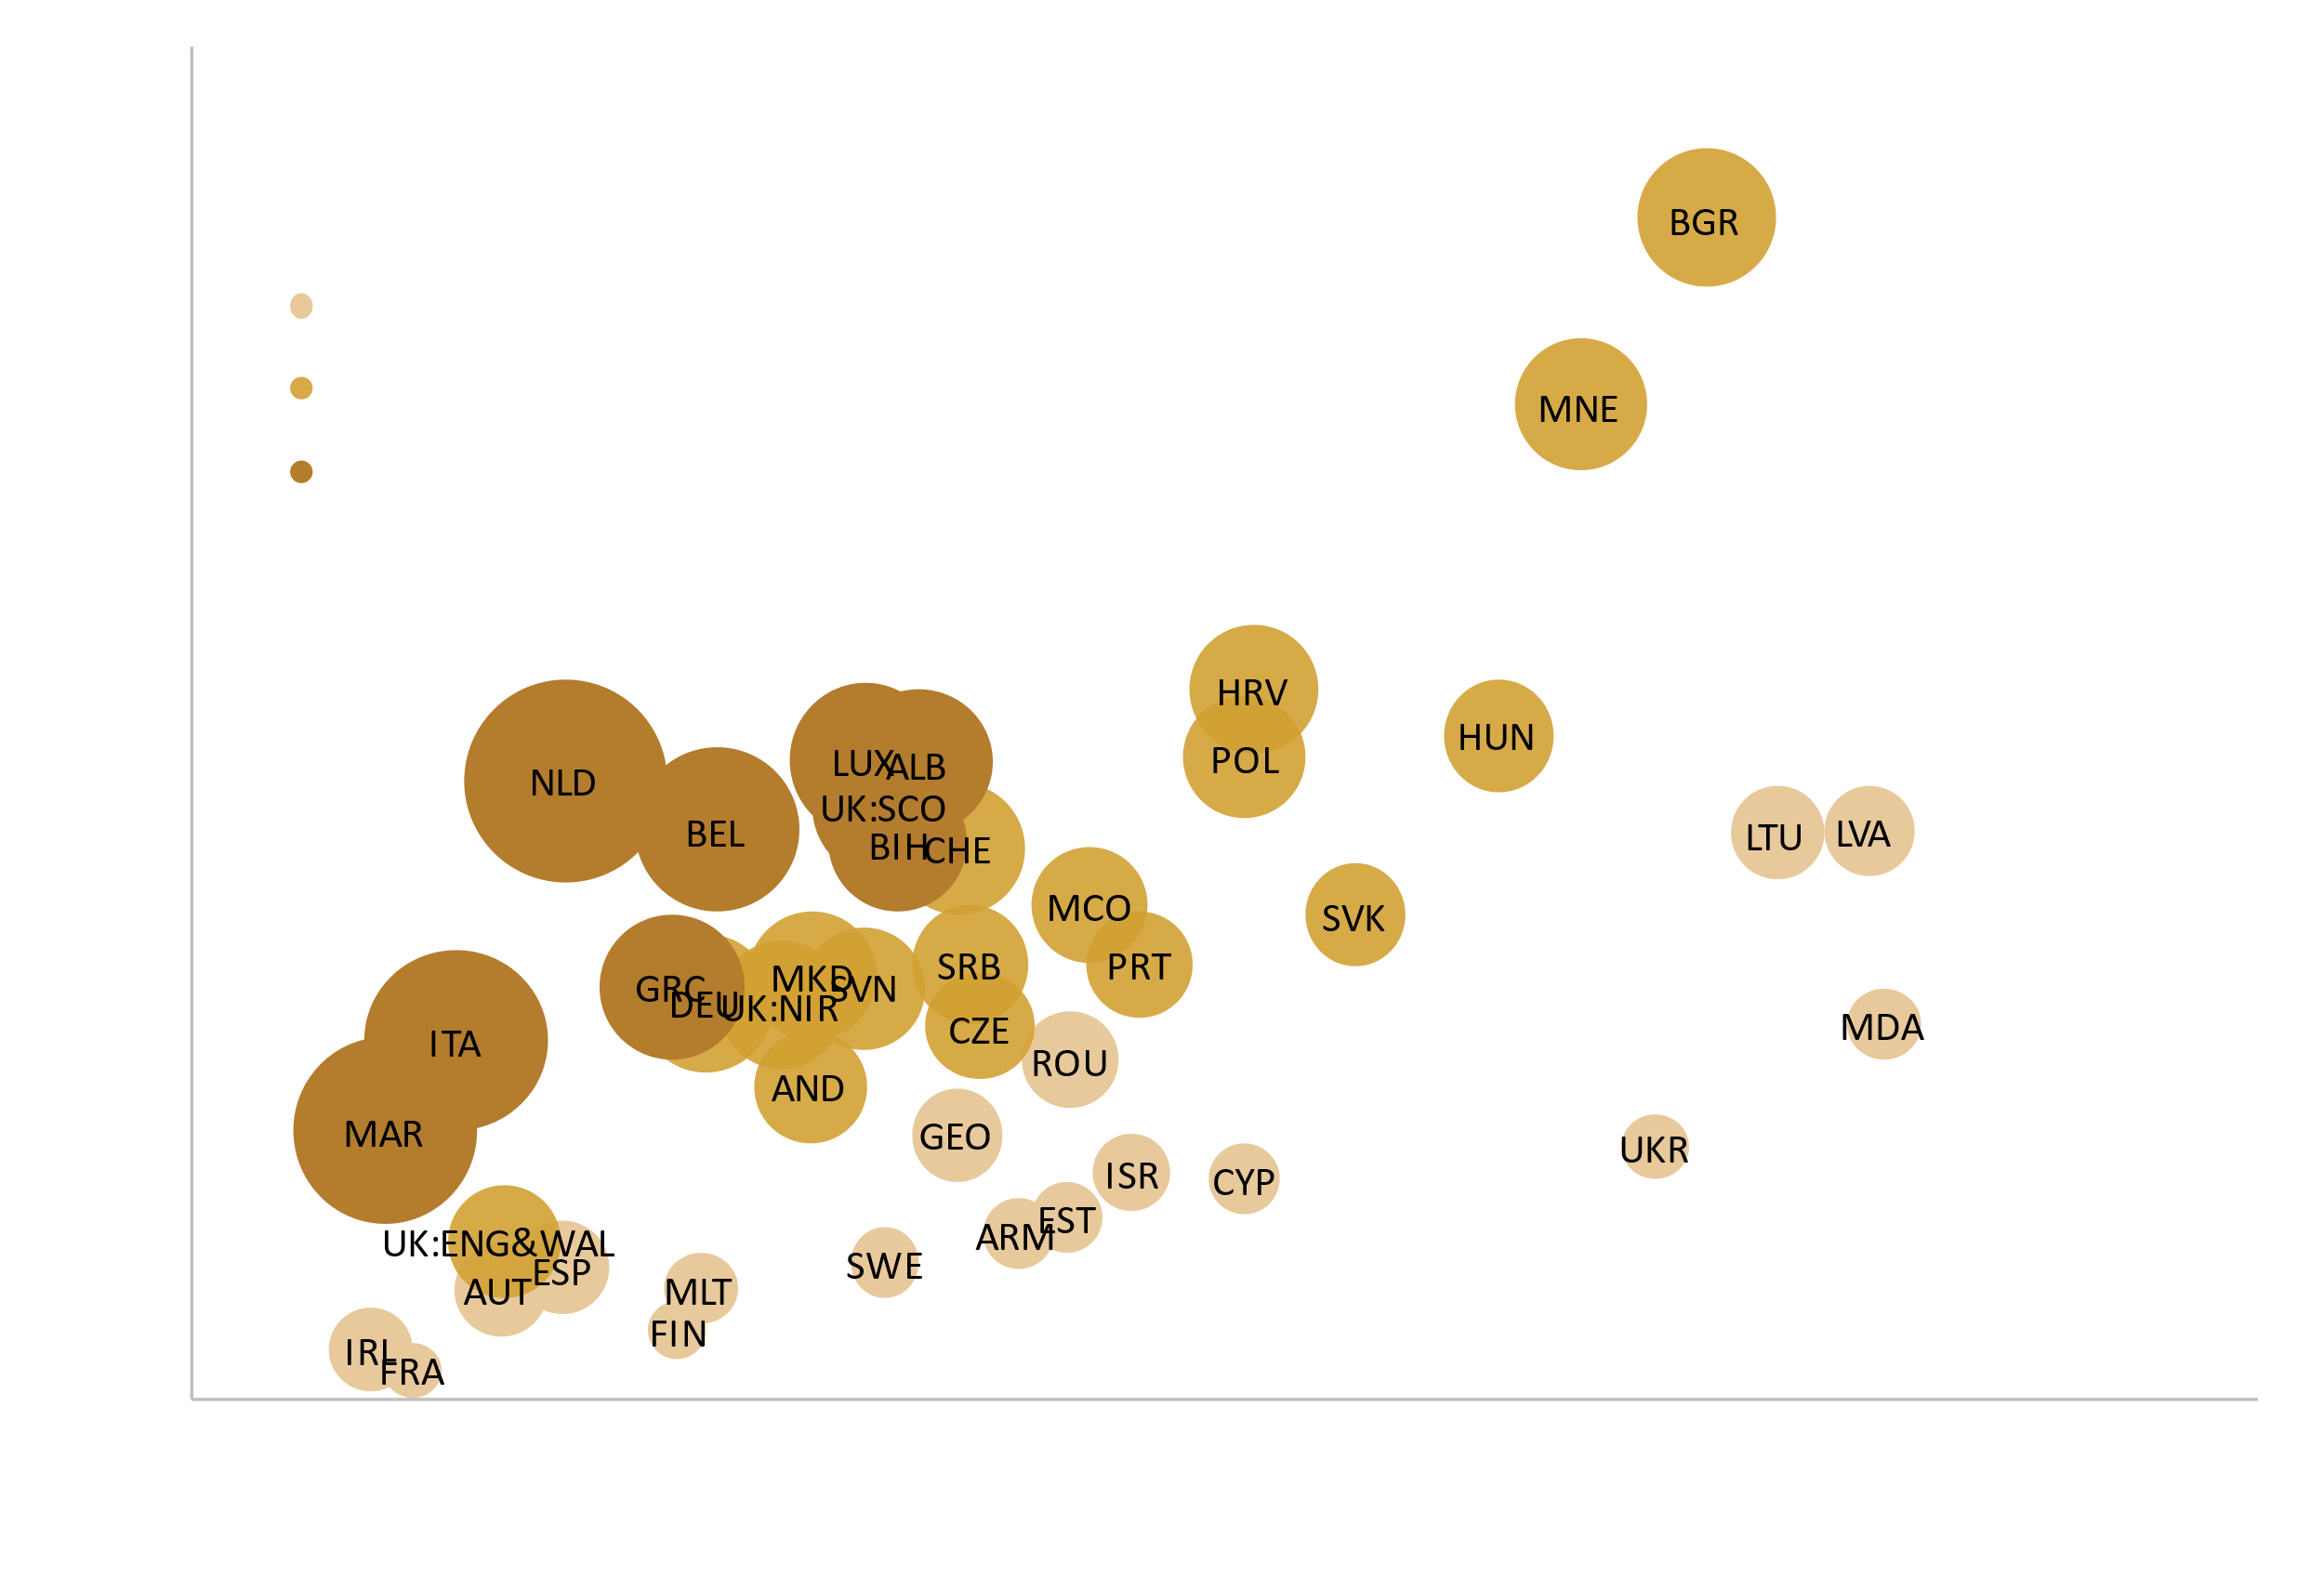 BGR
MNE
HRV
HUN
POL
LUX
ALB
NLD
UK:SCO
BEL
BIH
CHE
LTU
LVA
MCO
SVK
SRB
PRT
MKD
GRC
SVN
DEU
UK:NIR
MDA
CZE
ITA
ROU
AND
MAR
GEO
UKR
ISR
CYP
EST
ARM
UK:ENG&WAL
SWE
ESP
AUT
MLT
FIN
IRL
FRA